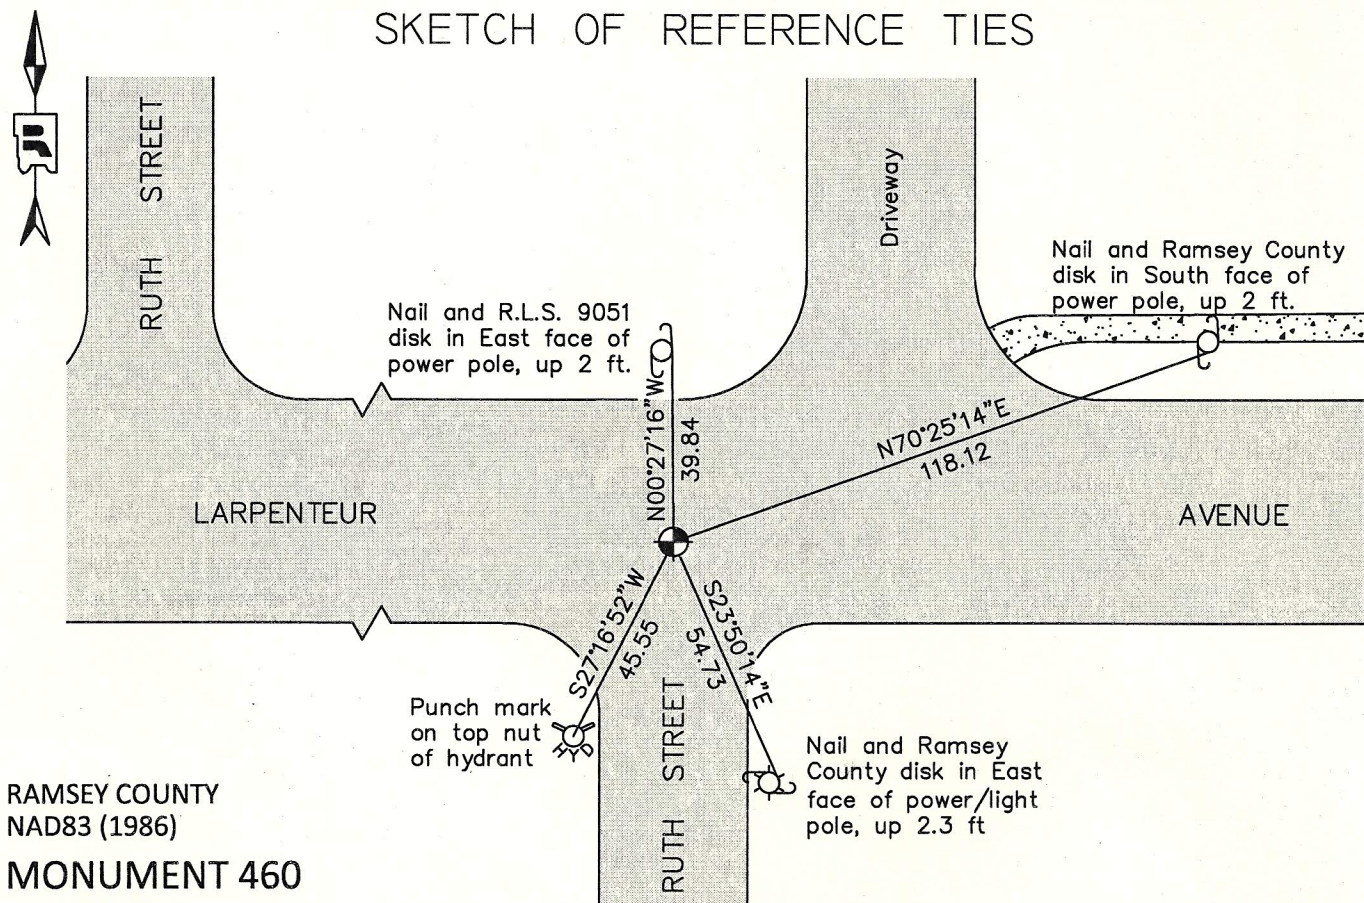 SKETCH OF REFERENCE TIES
RUTH STREET
R
Driveway
Nail and Ramsey County
disk in South face of
power pole, up 2 ft.
Nail and R.L.S. 9051
disk in East face of
power pole, up 2 ft.
N00°27'16"W
39.84
N70°25'14"E
118.12
LARPENTEUR
AVENUE
S27°16'52"W
45.55
S23°50'14"E
54.73
Punch mark
on top nut
of hydrant
RUTH STREET
Nail and Ramsey
County disk in East
face of power/light
pole, up 2.3 ft
RAMSEY COUNTY
NAD83 (1986)
MONUMENT 460